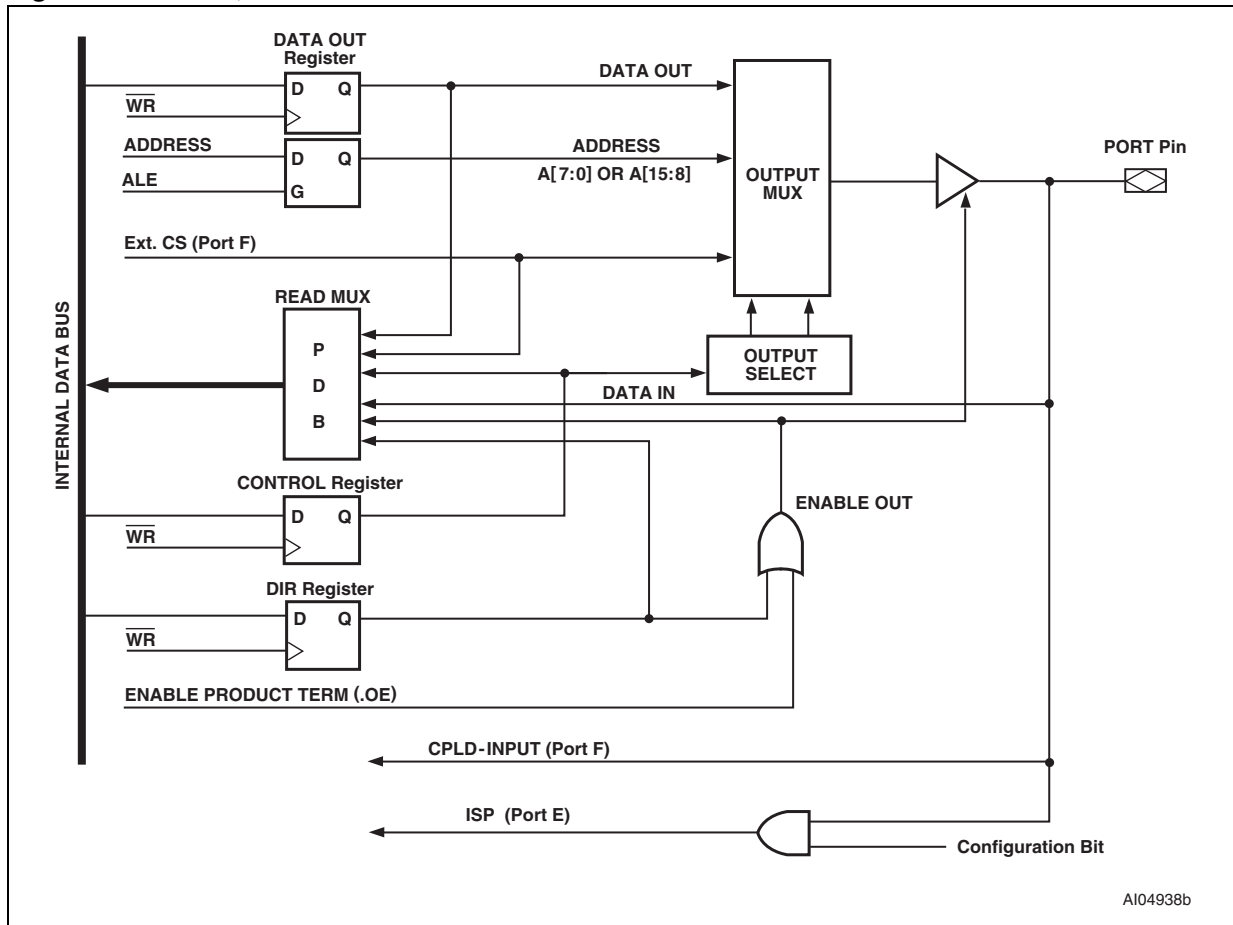 DATA OUT
Register
D Q
WR
DATA OUT
ADDRESS
D Q
ALE
G
ADDRESS
A[7:0] OR A[15:8]
OUTPUT
MUX
PORT Pin
Ext. CS (Port F)
READ MUX
P
D
B
INTERNAL DATA BUS
OUTPUT
SELECT
DATA IN
CONTROL Register
D Q
WR
ENABLE OUT
DIR Register
D Q
WR
ENABLE PRODUCT TERM (.OE)
CPLD-INPUT (Port F)
ISP (Port E)
Configuration Bit
AI04938b